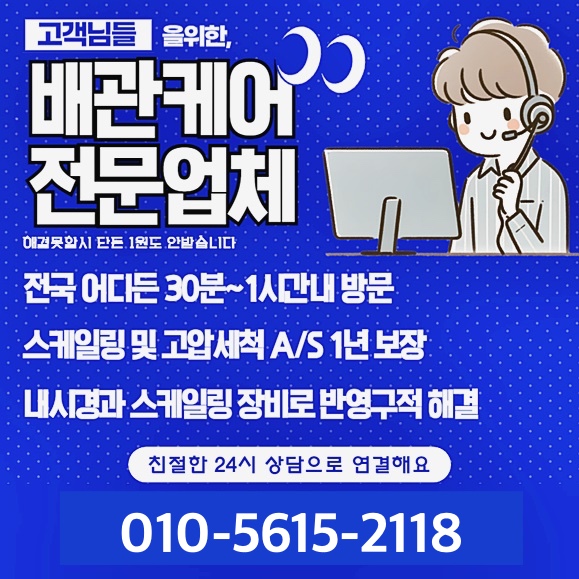 고객님들 을위한,
배관케어
전문업체
해결못할시 단돈 1원도 안받습니다
전국 어디든 30분~1시간내 방문
스케일링 및 고압세척 A/S 1년 보장
내시경과 스케일링 장비로 반영구적 해결
친절한 24시 상담으로 연결해요
010-5615-2118